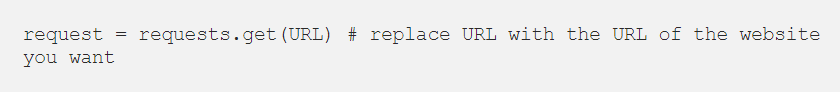 request = requests.get(URL) # replace URL with the URL of the website
you want